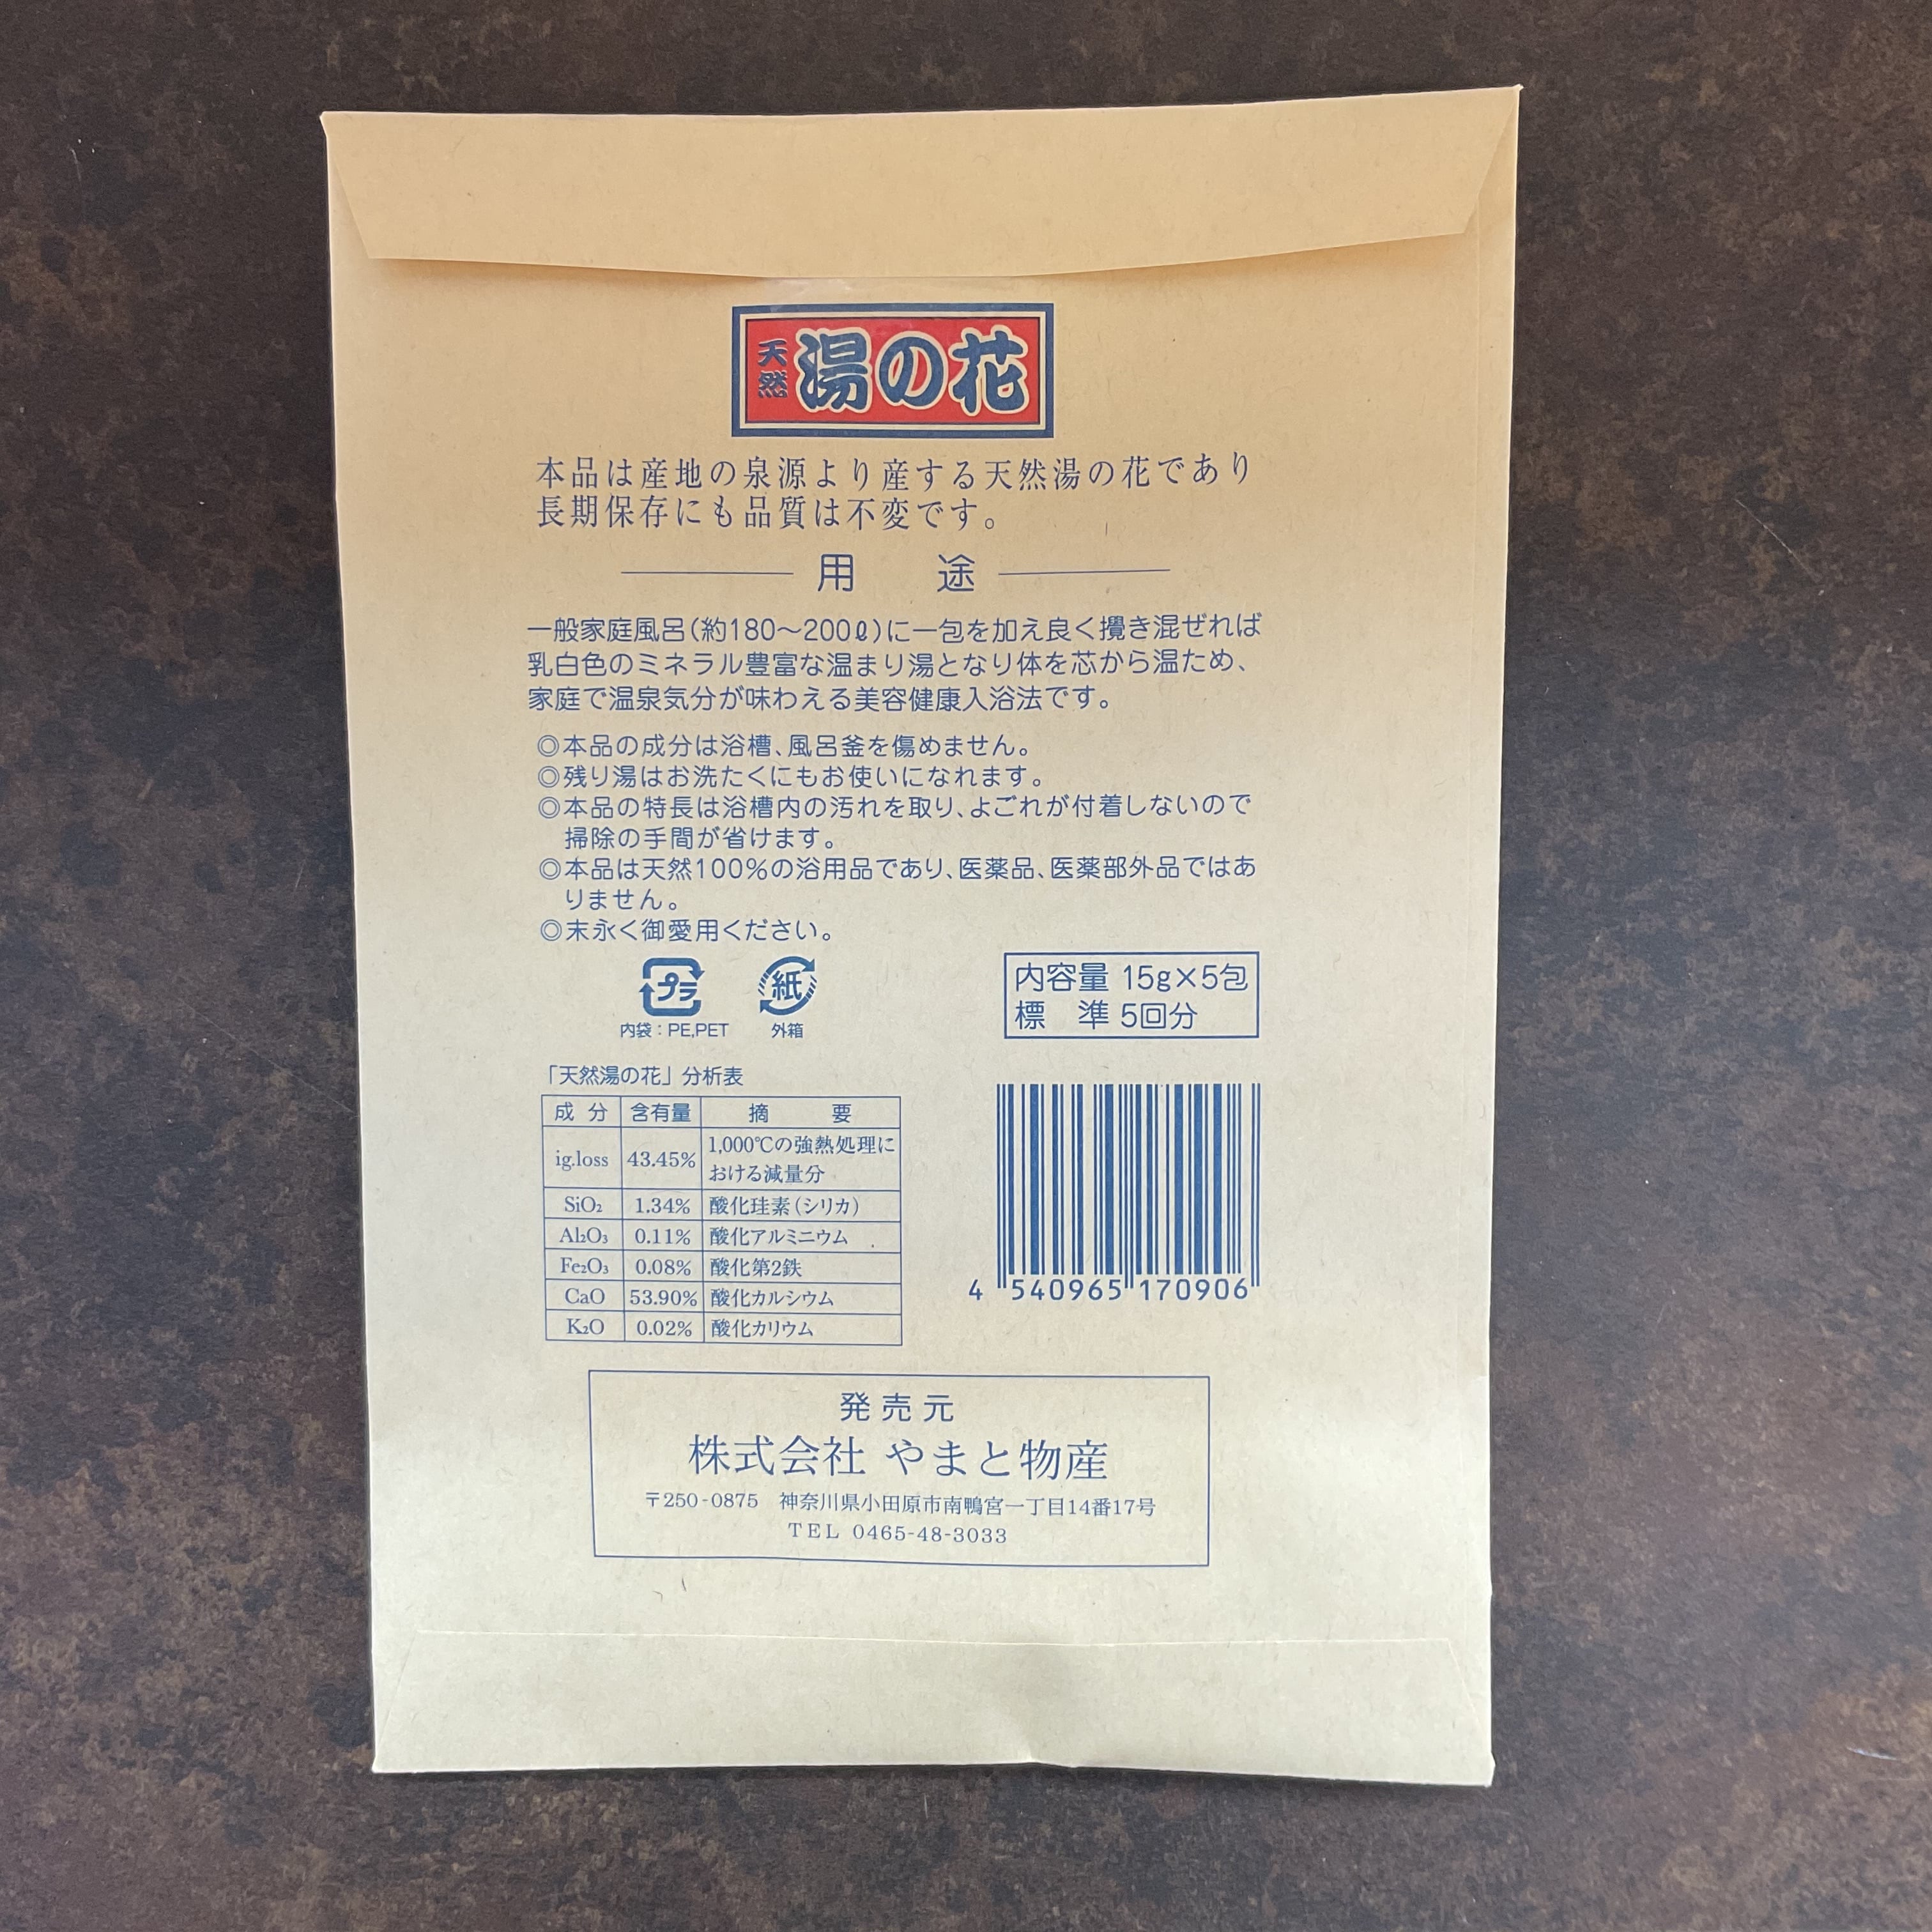 天然 湯の花
本品は産地の泉源より産する天然湯の花であり
長期保存にも品質は不変です。
用　途
一般家庭風呂(約180〜200ℓ)に一包を加え良く攪き混ぜれば
乳白色のミネラル豊富な温まり湯となり体を芯から温ため、
家庭で温泉気分が味わえる美容健康入浴法です。
◎本品の成分は浴槽、風呂釜を傷めません。
◎残り湯はお洗たくにもお使いになれます。
◎本品の特長は浴槽内の汚れを取り、よごれが付着しないので
掃除の手間が省けます。
◎本品は天然100%の浴用品であり、医薬品、医薬部外品ではあ
りません。
◎末永く御愛用ください。
プラ 紙
内袋：PE,PET 外箱
内容量 15g×5包
標　準 5回分
「天然湯の花」分析表
成分 含有量 摘要
ig.loss 43.45% 1,000℃の強熱処理に
おける減量分
SiO₂ 1.34% 酸化珪素(シリカ)
Al₂O₃ 0.11% 酸化アルミニウム
Fe₂O₃ 0.08% 酸化第2鉄
CaO 53.90% 酸化カルシウム
K₂O 0.02% 酸化カリウム
4 540965 170906
発売元
株式会社 やまと物産
〒250-0875 神奈川県小田原市南鴨宮一丁目14番17号
TEL 0465-48-3033